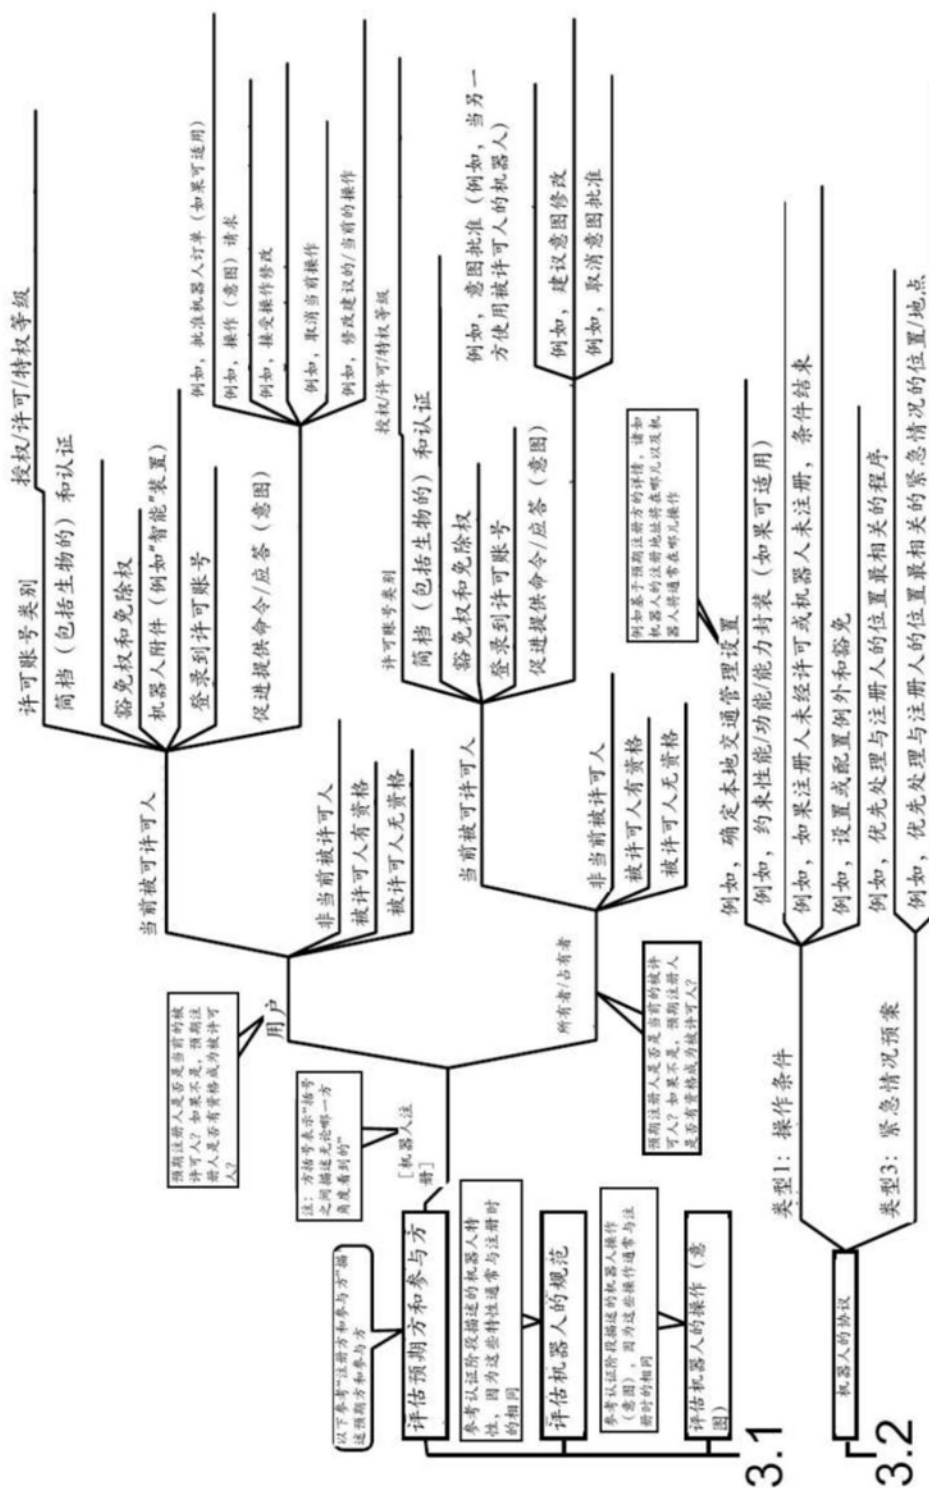 以下参考“注册方和参与方”描
述预期方和参与方
评估预期方和参与方
参考认证阶段描述的机器人特
性，因为这些特性通常与注册时
的相同
评估机器人的规范
参考认证阶段描述的机器人操作
（意图），因为这些操作通常与注
册时的相同
评估机器人的操作（意
图）
3.1
注：方括号表示“括号
之间描述无论哪一方
角度看到的”
［机器人注
册］
预期注册人是否是当前的被
许可人？如果不是，预期注
册人是否有资格成为被许可
人？
用户
当前被可许可人
许可账号类别
授权/许可/特权等级
简档（包括生物的）和认证
豁免权和免除权
机器人附件（例如“智能”装置）
登录到许可账号
促进提供命令/应答（意图）
例如，批准机器人订单（如果可适用）
例如，操作（意图）请求
例如，接受操作修改
例如，取消当前操作
例如，修改建议的/当前的操作
非当前被许可人
被许可人有资格
被许可人无资格
所有者/占有者
预期注册人是否是当前的被许
可人？如果不是，预期注册人
是否有资格成为被许可人？
当前被可许可人
许可账号类别
授权/许可/特权等级
简档（包括生物的）和认证
豁免权和免除权
登录到许可账号
促进提供命令/应答（意图）
例如，意图批准（例如，当另一
方使用被许可人的机器人）
例如，建议意图修改
例如，取消意图批准
非当前被许可人
被许可人有资格
被许可人无资格
3.2
机器人的协议
类型1：操作条件
例如基于预期注册方的详情，诸如
机器人的注册地址将在哪儿以及机
器人将通常在哪儿操作
例如，确定本地交通管理设置
例如，约束性能/功能/能力封装（如果可适用）
例如，如果注册人未经许可或机器人未注册，条件结束
例如，设置或配置例外和豁免
类型3：紧急情况预案
例如，优先处理与注册人的位置最相关的程序
例如，优先处理与注册人的位置最相关的紧急情况的位置/地点